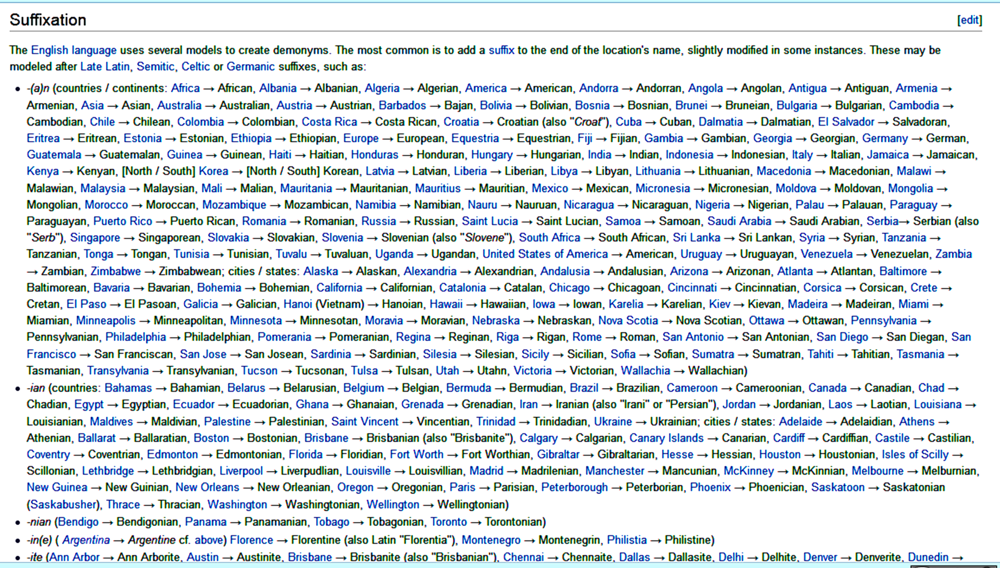 Suffixation
[edit]
The English language uses several models to create demonyms. The most common is to add a suffix to the end of the location's name, slightly modified in some instances. These may be
modeled after Late Latin, Semitic, Celtic or Germanic suffixes, such as:
• -(a)n (countries / continents: Africa → African, Albania → Albanian, Algeria → Algerian, America → American, Andorra → Andorran, Angola → Angolan, Antigua → Antiguan, Armenia →
Armenian, Asia → Asian, Australia → Australian, Austria → Austrian, Barbados → Bajan, Bolivia → Bolivian, Bosnia → Bosnian, Brunei → Bruneian, Bulgaria → Bulgarian, Cambodia →
Cambodian, Chile → Chilean, Colombia → Colombian, Costa Rica → Costa Rican, Croatia → Croatian (also "Croat"), Cuba → Cuban, Dalmatia → Dalmatian, El Salvador → Salvadoran,
Eritrea → Eritrean, Estonia → Estonian, Ethiopia → Ethiopian, Europe → European, Equestria → Equestrian, Fiji → Fijian, Gambia → Gambian, Georgia → Georgian, Germany → German,
Guatemala → Guatemalan, Guinea → Guinean, Haiti → Haitian, Honduras → Honduran, Hungary → Hungarian, India → Indian, Indonesia → Indonesian, Italy → Italian, Jamaica → Jamaican,
Kenya → Kenyan, [North / South] Korea → [North / South] Korean, Latvia → Latvian, Liberia → Liberian, Libya → Libyan, Lithuania → Lithuanian, Macedonia → Macedonian, Malawi →
Malawian, Malaysia → Malaysian, Mali → Malian, Mauritania → Mauritanian, Mauritius → Mauritian, Mexico → Mexican, Micronesia → Micronesian, Moldova → Moldovan, Mongolia →
Mongolian, Morocco → Moroccan, Mozambique → Mozambican, Namibia → Namibian, Nauru → Nauruan, Nicaragua → Nicaraguan, Nigeria → Nigerian, Palau → Palauan, Paraguay →
Paraguayan, Puerto Rico → Puerto Rican, Romania → Romanian, Russia → Russian, Saint Lucia → Saint Lucian, Samoa → Samoan, Saudi Arabia → Saudi Arabian, Serbia→ Serbian (also
"Serb"), Singapore → Singaporean, Slovakia → Slovakian, Slovenia → Slovenian (also "Slovene"), South Africa → South African, Sri Lanka → Sri Lankan, Syria → Syrian, Tanzania →
Tanzanian, Tonga → Tongan, Tunisia → Tunisian, Tuvalu → Tuvaluan, Uganda → Ugandan, United States of America → American, Uruguay → Uruguayan, Venezuela → Venezuelan, Zambia
→ Zambian, Zimbabwe → Zimbabwean; cities / states: Alaska → Alaskan, Alexandria → Alexandrian, Andalusia → Andalusian, Arizona → Arizonan, Atlanta → Atlantan, Baltimore →
Baltimorean, Bavaria → Bavarian, Bohemia → Bohemian, California → Californian, Catalonia → Catalan, Chicago → Chicagoan, Cincinnati → Cincinnatian, Corsica → Corsican, Crete →
Cretan, El Paso → El Pasoan, Galicia → Galician, Hanoi (Vietnam) → Hanoian, Hawaii → Hawaiian, Iowa → Iowan, Karelia → Karelian, Kiev → Kievan, Madeira → Madeiran, Miami →
Miamian, Minneapolis → Minneapolitan, Minnesota → Minnesotan, Moravia → Moravian, Nebraska → Nebraskan, Nova Scotia → Nova Scotian, Ottawa → Ottawan, Pennsylvania →
Pennsylvanian, Philadelphia → Philadelphian, Pomerania → Pomeranian, Regina → Reginan, Riga → Rigan, Rome → Roman, San Antonio → San Antonian, San Diego → San Diegan, San
Francisco → San Franciscan, San Jose → San Josean, Sardinia → Sardinian, Silesia → Silesian, Sicily → Sicilian, Sofia → Sofian, Sumatra → Sumatran, Tahiti → Tahitian, Tasmania →
Tasmanian, Transylvania → Transylvanian, Tucson → Tucsonan, Tulsa → Tulsan, Utah → Utahn, Victoria → Victorian, Wallachia → Wallachian)
• -ian (countries: Bahamas → Bahamian, Belarus → Belarusian, Belgium → Belgian, Bermuda → Bermudian, Brazil → Brazilian, Cameroon → Cameroonian, Canada → Canadian, Chad →
Chadian, Egypt → Egyptian, Ecuador → Ecuadorian, Ghana → Ghanaian, Grenada → Grenadian, Iran → Iranian (also "Irani" or "Persian"), Jordan → Jordanian, Laos → Laotian, Louisiana →
Louisianian, Maldives → Maldivian, Palestine → Palestinian, Saint Vincent → Vincentian, Trinidad → Trinidadian, Ukraine → Ukrainian; cities / states: Adelaide → Adelaidian, Athens →
Athenian, Ballarat → Ballaratian, Boston → Bostonian, Brisbane → Brisbanian (also "Brisbanite"), Calgary → Calgarian, Canary Islands → Canarian, Cardiff → Cardiffian, Castile → Castilian,
Coventry → Coventrian, Edmonton → Edmontonian, Florida → Floridian, Fort Worth → Fort Worthian, Gibraltar → Gibraltarian, Hesse → Hessian, Houston → Houstonian, Isles of Scilly →
Scillonian, Lethbridge → Lethbridgian, Liverpool → Liverpudlian, Louisville → Louisvillian, Madrid → Madrilenian, Manchester → Mancunian, McKinney → McKinnian, Melbourne → Melburnian,
New Guinea → New Guinian, New Orleans → New Orleanian, Oregon → Oregonian, Paris → Parisian, Peterborough → Peterborian, Phoenix → Phoenician, Saskatoon → Saskatonian
(Saskabusher), Thrace → Thracian, Washington → Washingtonian, Wellington → Wellingtonian)
• -nian (Bendigo → Bendigonian, Panama → Panamanian, Tobago → Tobagonian, Toronto → Torontonian)
• -in(e) ( Argentina → Argentine cf. above) Florence → Florentine (also Latin "Florentia"), Montenegro → Montenegrin, Philistia → Philistine)
• -ite (Ann Arbor → Ann Arborite, Austin → Austinite, Brisbane → Brisbanite (also "Brisbanian"), Chennai → Chennaite, Dallas → Dallasite, Delhi → Delhite, Denver → Denverite, Dunedin →